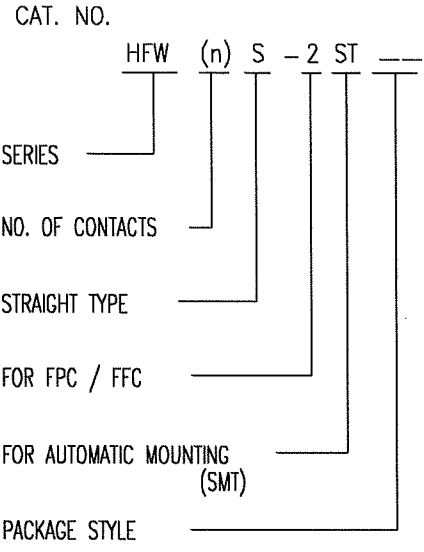 CAT. NO.
HFW (n) S - 2 ST __
SERIES
NO. OF CONTACTS
STRAIGHT TYPE
FOR FPC / FFC
FOR AUTOMATIC MOUNTING
(SMT)
PACKAGE STYLE